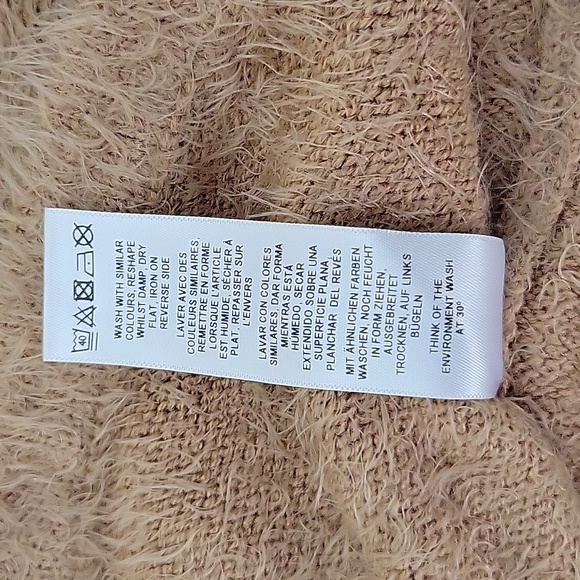 40
WASH WITH SIMILAR
COLOURS, RESHAPE
WHILST DAMP, DRY
FLAT, IRON ON
REVERSE SIDE
LAVER AVEC DES
COULEURS SIMILAIRES,
REMETTRE EN FORME
LORSQUE L'ARTICLE
EST HUMIDE, SÉCHER À
PLAT, REPASSER SUR
L'ENVERS
LAVAR CON COLORES
SIMILARES, DAR FORMA
MIENTRAS ESTÁ
HÚMEDO, SECAR
EXTENDIDO SOBRE UNA
SUPERFICIE PLANA,
PLANCHAR DEL REVÉS
MIT ÄHNLICHEN FARBEN
WASCHEN, NOCH FEUCHT
IN FORM ZIEHEN,
AUSGEBREITET
TROCKNEN, AUF LINKS
BÜGELN
THINK OF THE
ENVIRONMENT WASH
AT 30°